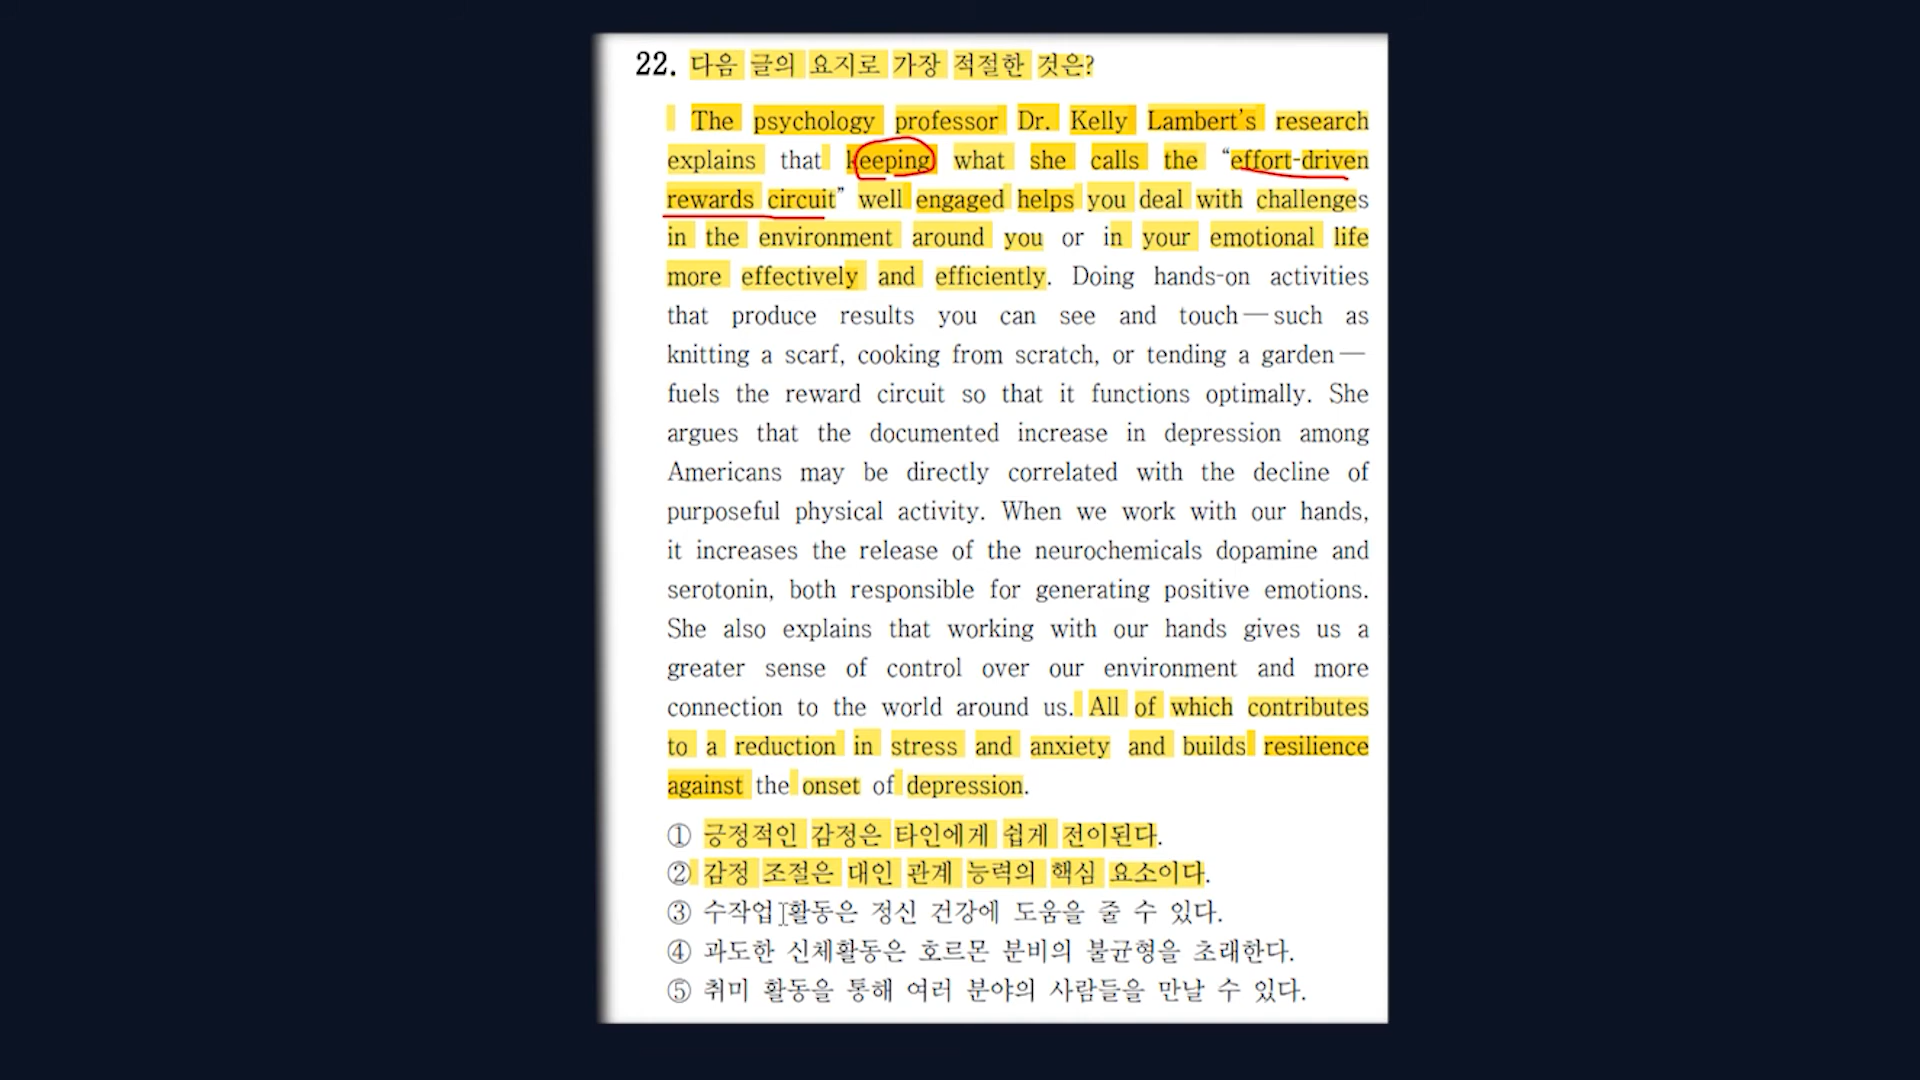 22. 다음 글의 요지로 가장 적절한 것은?
The psychology professor Dr. Kelly Lambert's research
explains that keeping what she calls the “effort-driven
rewards circuit” well engaged helps you deal with challenges
in the environment around you or in your emotional life
more effectively and efficiently. Doing hands-on activities
that produce results you can see and touch—such as
knitting a scarf, cooking from scratch, or tending a garden—
fuels the reward circuit so that it functions optimally. She
argues that the documented increase in depression among
Americans may be directly correlated with the decline of
purposeful physical activity. When we work with our hands,
it increases the release of the neurochemicals dopamine and
serotonin, both responsible for generating positive emotions.
She also explains that working with our hands gives us a
greater sense of control over our environment and more
connection to the world around us. All of which contributes
to a reduction in stress and anxiety and builds resilience
against the onset of depression.
① 긍정적인 감정은 타인에게 쉽게 전이된다.
② 감정 조절은 대인 관계 능력의 핵심 요소이다.
③ 수작업 활동은 정신 건강에 도움을 줄 수 있다.
④ 과도한 신체활동은 호르몬 분비의 불균형을 초래한다.
⑤ 취미 활동을 통해 여러 분야의 사람들을 만날 수 있다.